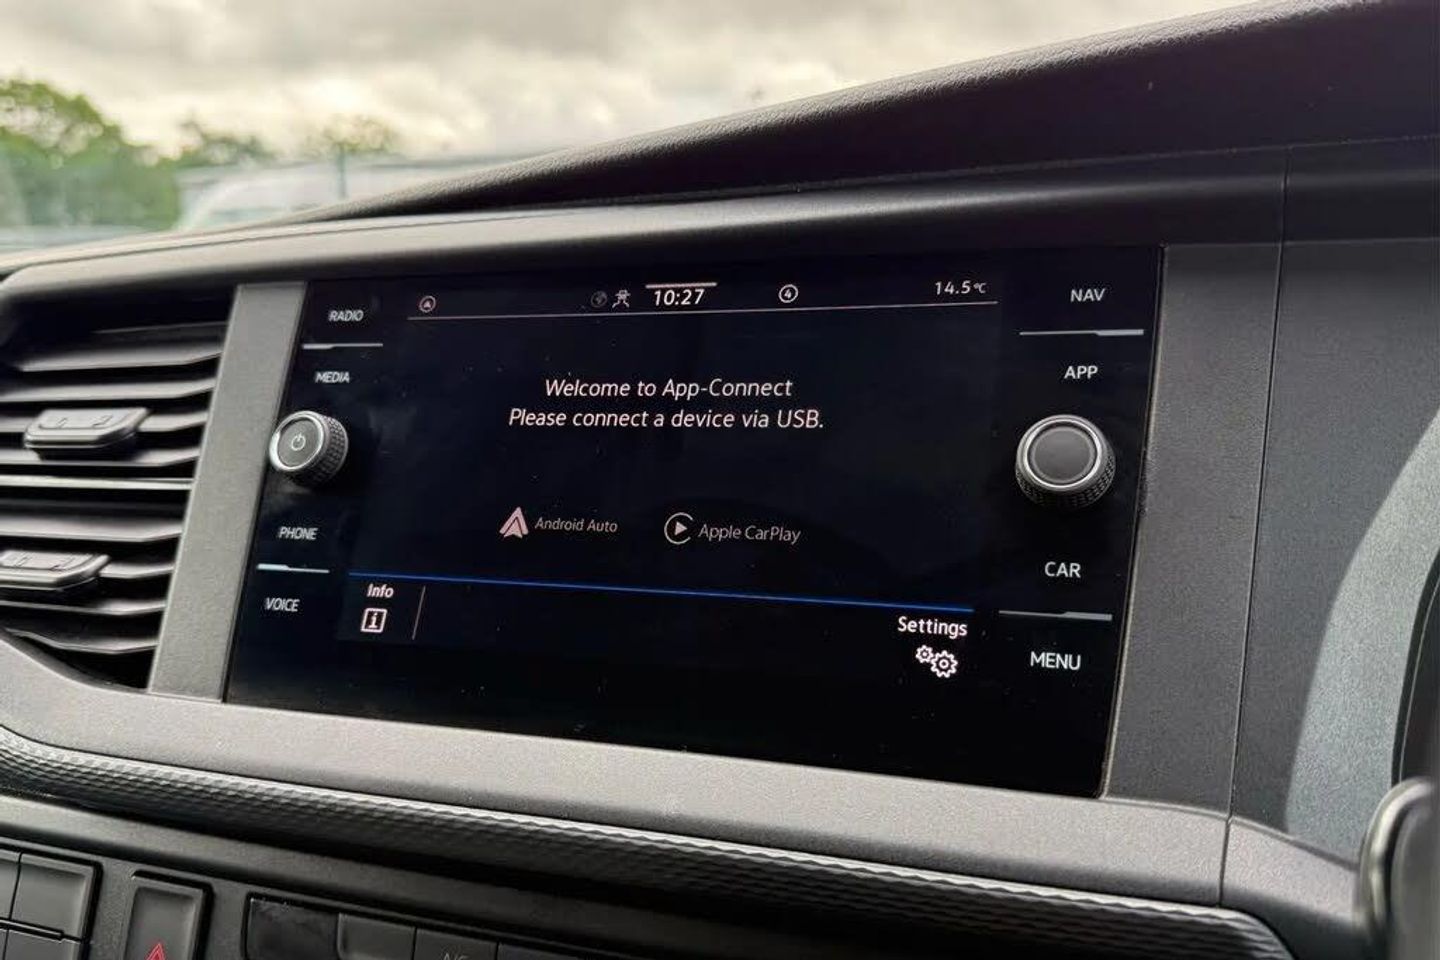 RADIO
MEDIA
PHONE
VOICE
10:27
4
14.5°C
Welcome to App-Connect
Please connect a device via USB.
Android Auto
Apple CarPlay
Info
i
Settings
NAV
APP
CAR
MENU